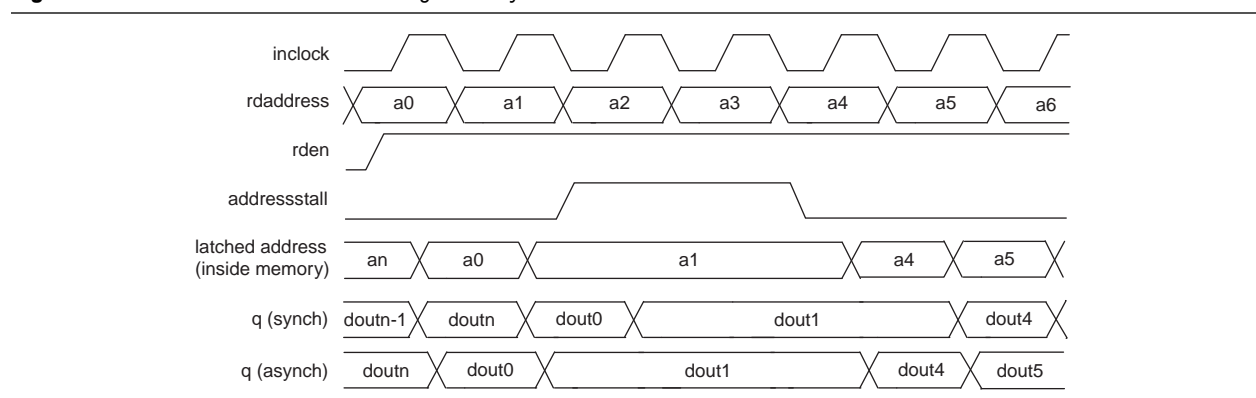 inclock
rdaddress a0 a1 a2 a3 a4 a5 a6
rden
addressstall
latched address
(inside memory) an a0 a1 a4 a5
q (synch) doutn-1 doutn dout0 dout1 dout4
q (asynch) doutn dout0 dout1 dout4 dout5